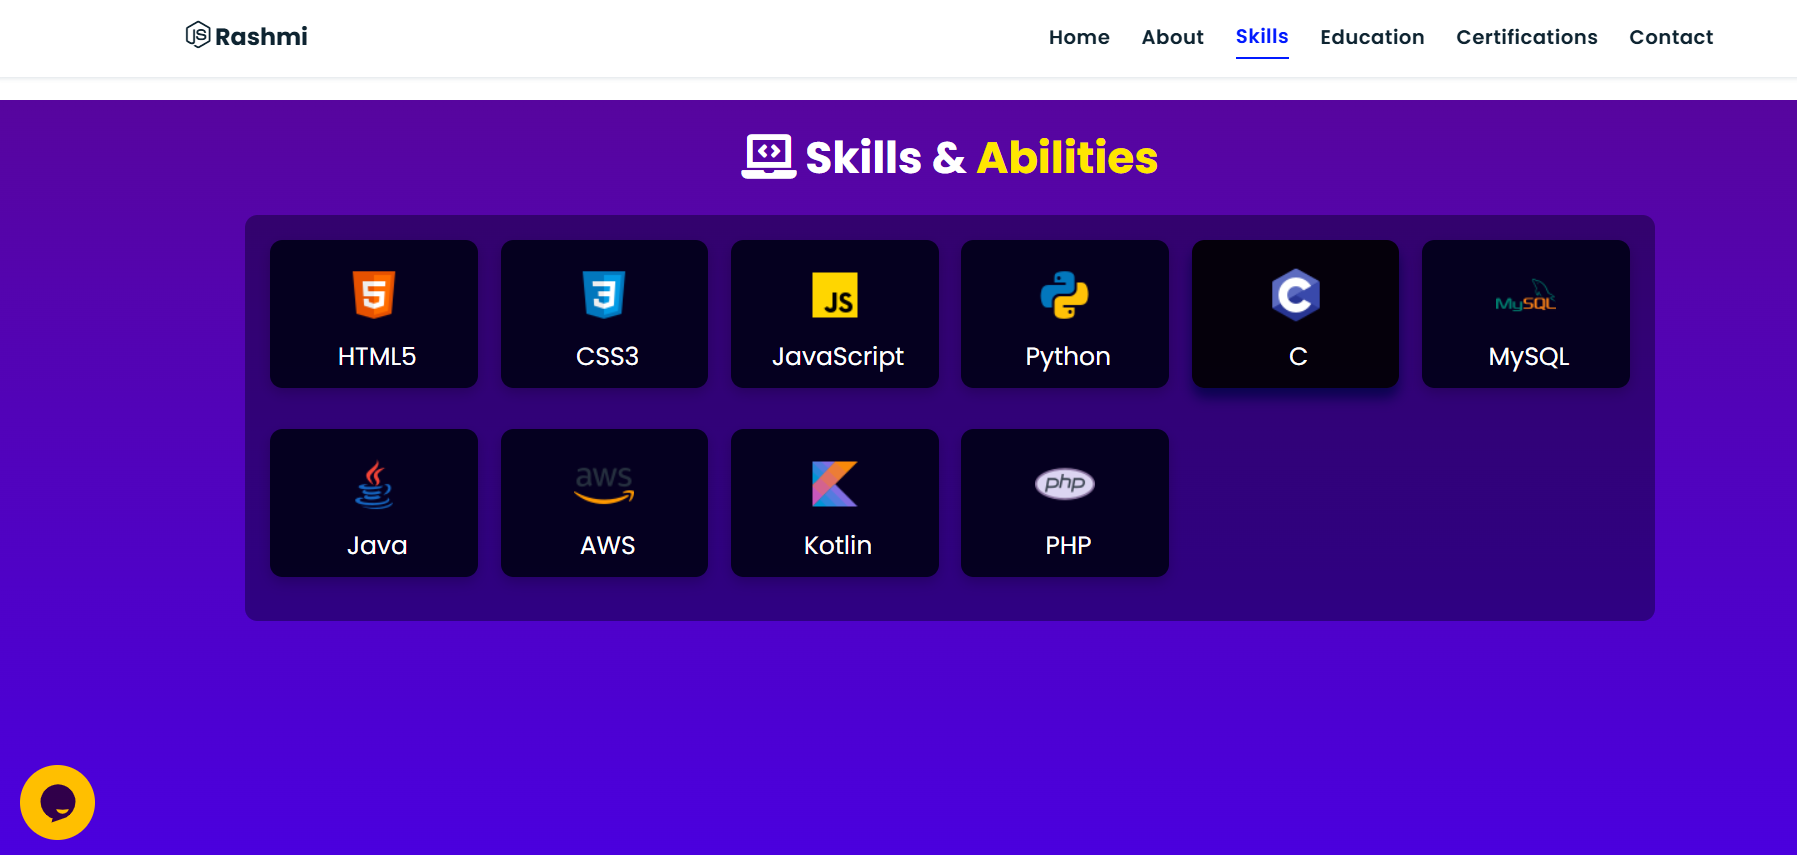 JS Rashmi Home About Skills Education Certifications Contact
Skills & Abilities
5 3 JS C MySQL
HTML5 CSS3 JavaScript Python C MySQL
aws php
Java AWS Kotlin PHP